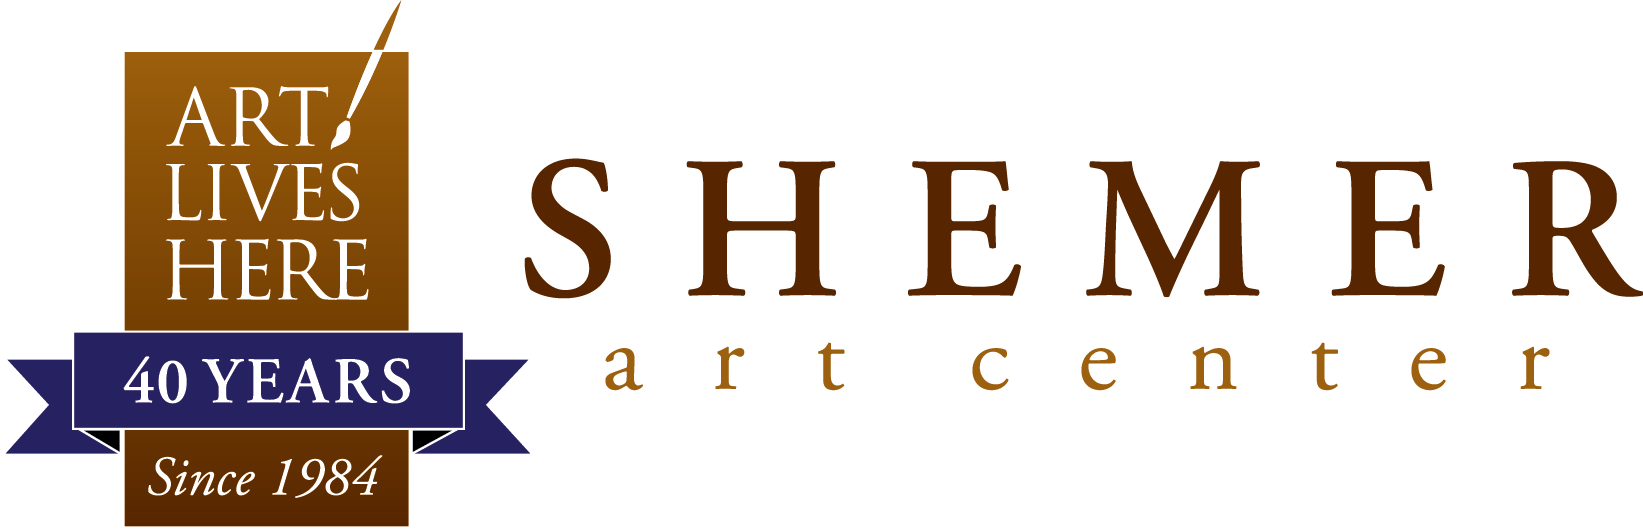 ART
LIVES
HERE
40 YEARS
Since 1984
SHEMER
art center